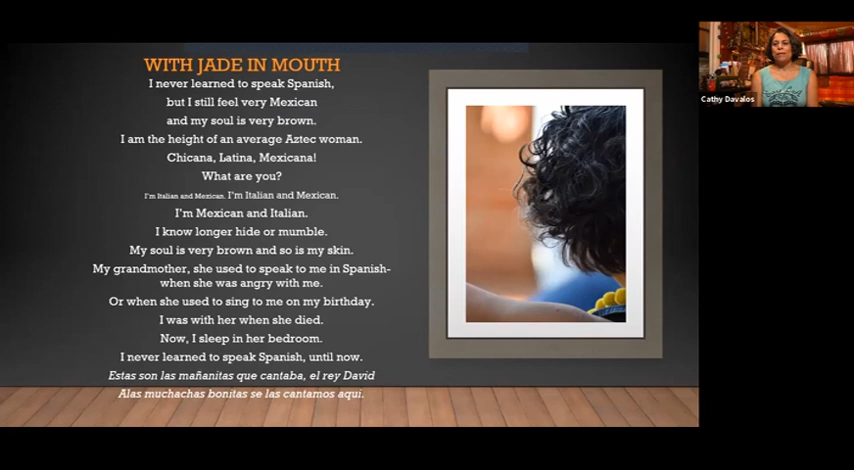 WITH JADE IN MOUTH
I never learned to speak Spanish,
but I still feel very Mexican
and my soul is very brown.
I am the height of an average Aztec woman.
Chicana, Latina, Mexicana!
What are you?
I'm Italian and Mexican. I'm Italian and Mexican.
I'm Mexican and Italian.
I know longer hide or mumble.
My soul is very brown and so is my skin.
My grandmother, she used to speak to me in Spanish-
when she was angry with me.
Or when she used to sing to me on my birthday.
I was with her when she died.
Now, I sleep in her bedroom.
I never learned to speak Spanish, until now.
Estas son las mañanitas que cantaba, el rey David
Alas muchachas bonitas se las cantamos aqui.
Cathy Davalos